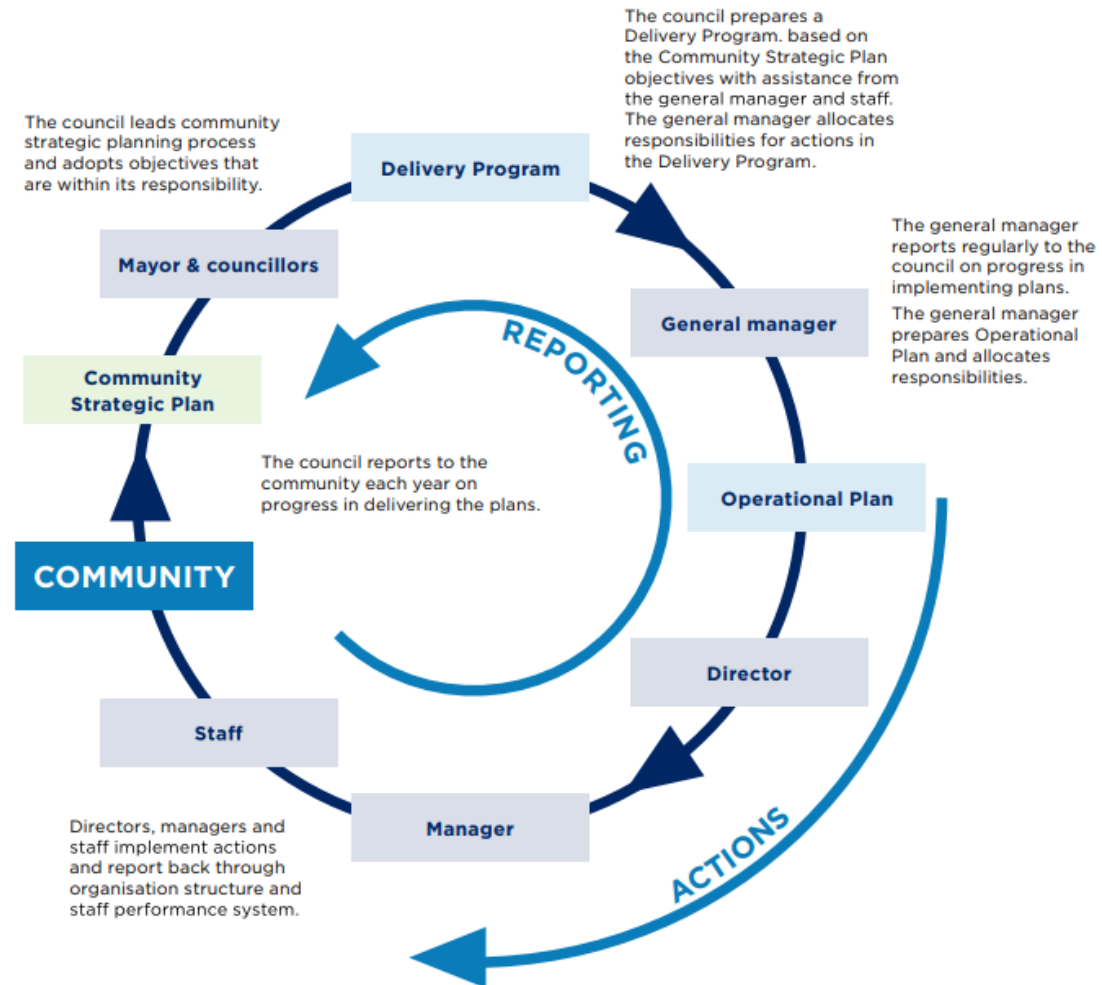 The council prepares a
Delivery Program. based on
the Community Strategic Plan
objectives with assistance from
the general manager and staff.
The general manager allocates
responsibilities for actions in
the Delivery Program.
The council leads community
strategic planning process
and adopts objectives that
are within its responsibility.
Delivery Program
Mayor & councillors
The general manager
reports regularly to the
council on progress in
implementing plans.
The general manager
prepares Operational
Plan and allocates
responsibilities.
General manager
REPORTING
Community
Strategic Plan
The council reports to the
community each year on
progress in delivering the plans.
Operational Plan
COMMUNITY
Director
Staff
Manager
Directors, managers and
staff implement actions
and report back through
organisation structure and
staff performance system.
ACTIONS